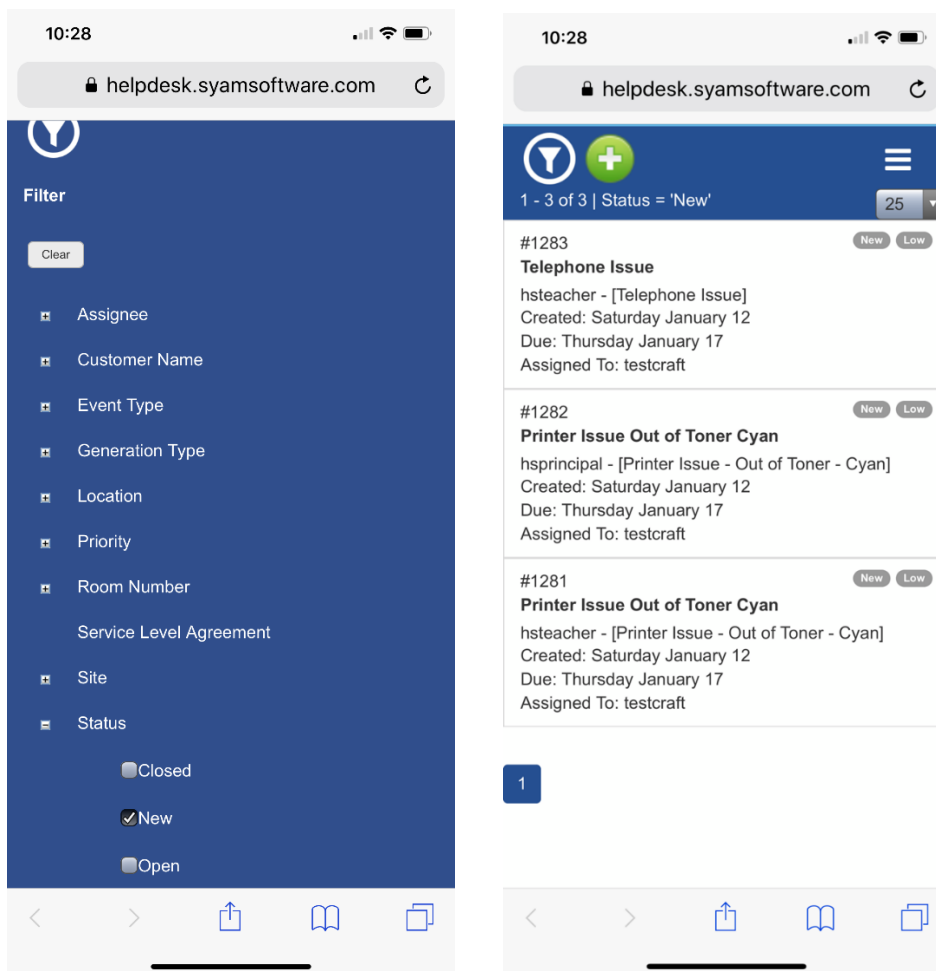 10:28
helpdesk.syamsoftware.com
Filter
Clear
Assignee
Customer Name
Event Type
Generation Type
Location
Priority
Room Number
Service Level Agreement
Site
Status
Closed
New
Open
10:28
helpdesk.syamsoftware.com
1 - 3 of 3 | Status = 'New'
25
#1283
New Low
Telephone Issue
hsteacher - [Telephone Issue]
Created: Saturday January 12
Due: Thursday January 17
Assigned To: testcraft
#1282
New Low
Printer Issue Out of Toner Cyan
hsprincipal - [Printer Issue - Out of Toner - Cyan]
Created: Saturday January 12
Due: Thursday January 17
Assigned To: testcraft
#1281
New Low
Printer Issue Out of Toner Cyan
hsteacher - [Printer Issue - Out of Toner - Cyan]
Created: Saturday January 12
Due: Thursday January 17
Assigned To: testcraft
1